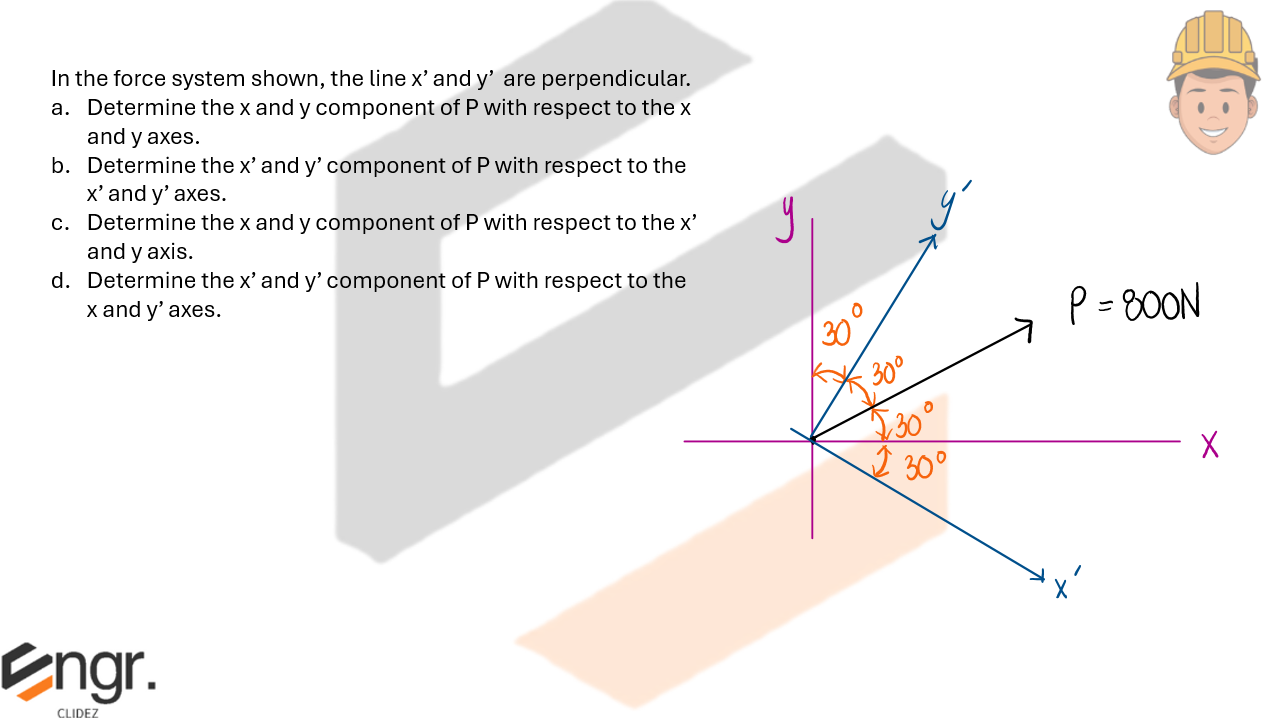 In the force system shown, the line x’ and y’ are perpendicular.
a. Determine the x and y component of P with respect to the x
and y axes.
b. Determine the x’ and y’ component of P with respect to the
x’ and y’ axes.
c. Determine the x and y component of P with respect to the x’
and y axis.
d. Determine the x’ and y’ component of P with respect to the
x and y’ axes.
y
y'
P = 800N
30°
30°
30°
x
30°
x'
Engr.
CLIDEZ